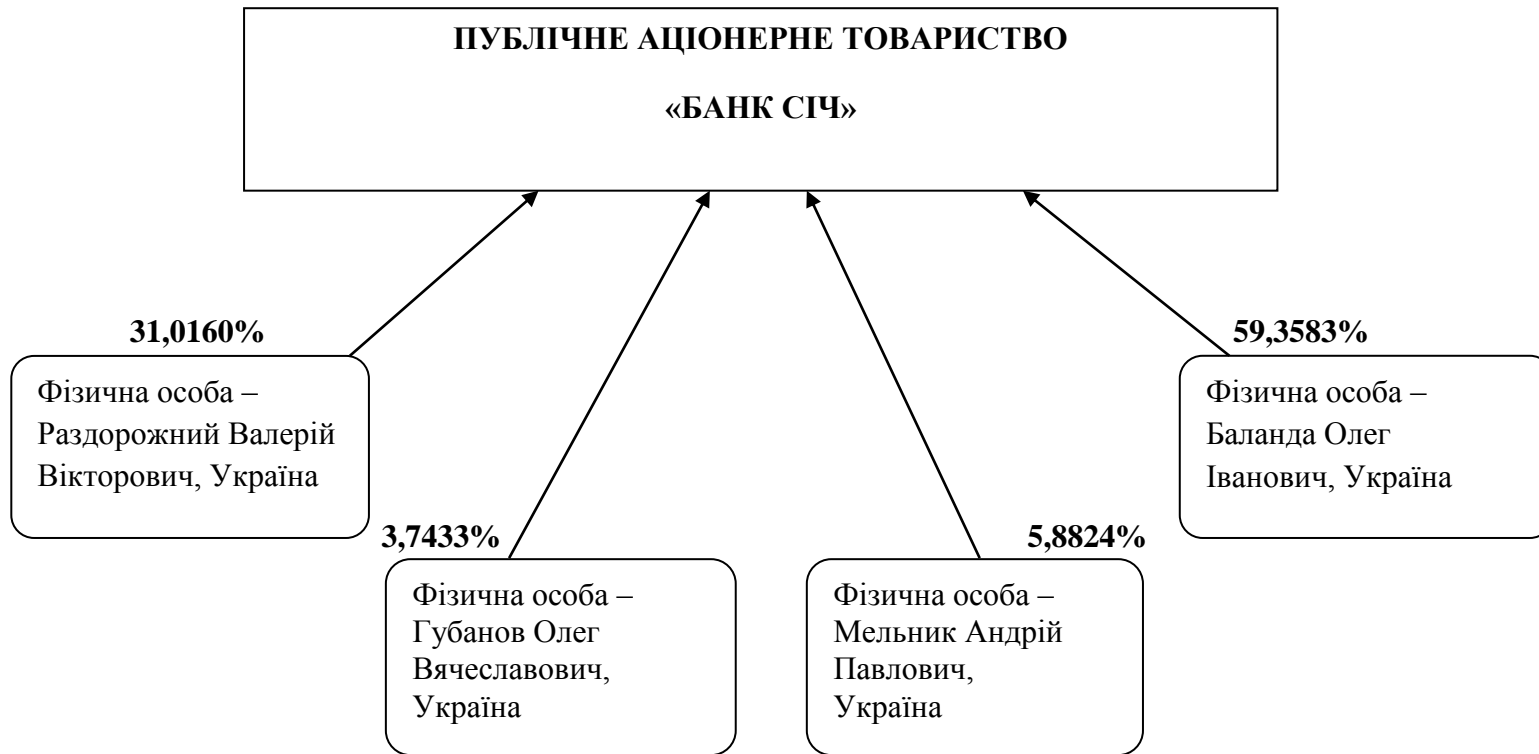 ПУБЛІЧНЕ АЦІОНЕРНЕ ТОВАРИСТВО
«БАНК СІЧ»
31,0160%
Фізична особа –
Раздорожний Валерій
Вікторович, Україна
3,7433%
Фізична особа –
Губанов Олег
Вячеславович,
Україна
5,8824%
Фізична особа –
Мельник Андрій
Павлович,
Україна
59,3583%
Фізична особа –
Баланда Олег
Іванович, Україна